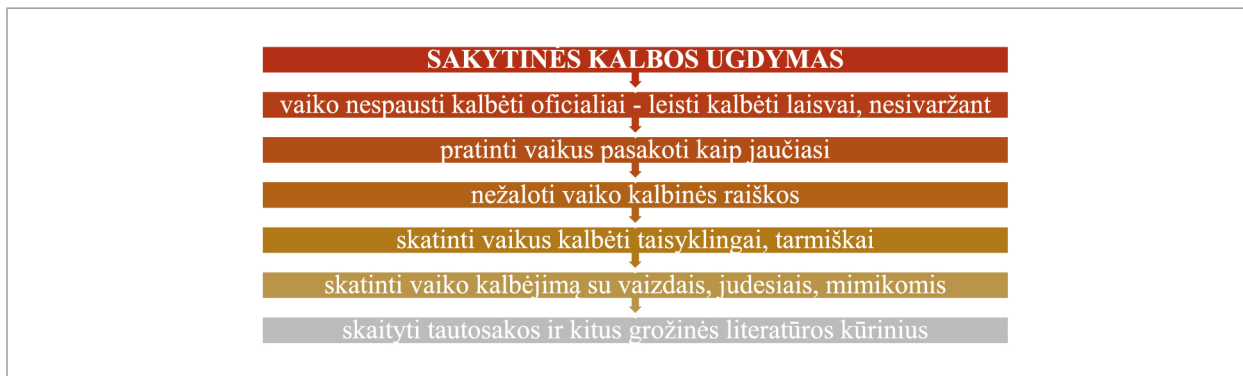 SAKYTINĖS KALBOS UGDYMAS
vaiko nespausti kalbėti oficialiai - leisti kalbėti laisvai, nesivaržant
pratinti vaikus pasakoti kaip jaučiasi
nežaloti vaiko kalbinės raiškos
skatinti vaikus kalbėti taisyklingai, tarmiškai
skatinti vaiko kalbėjimą su vaizdais, judesiais, mimikomis
skaityti tautosakos ir kitus grožinės literatūros kūrinius